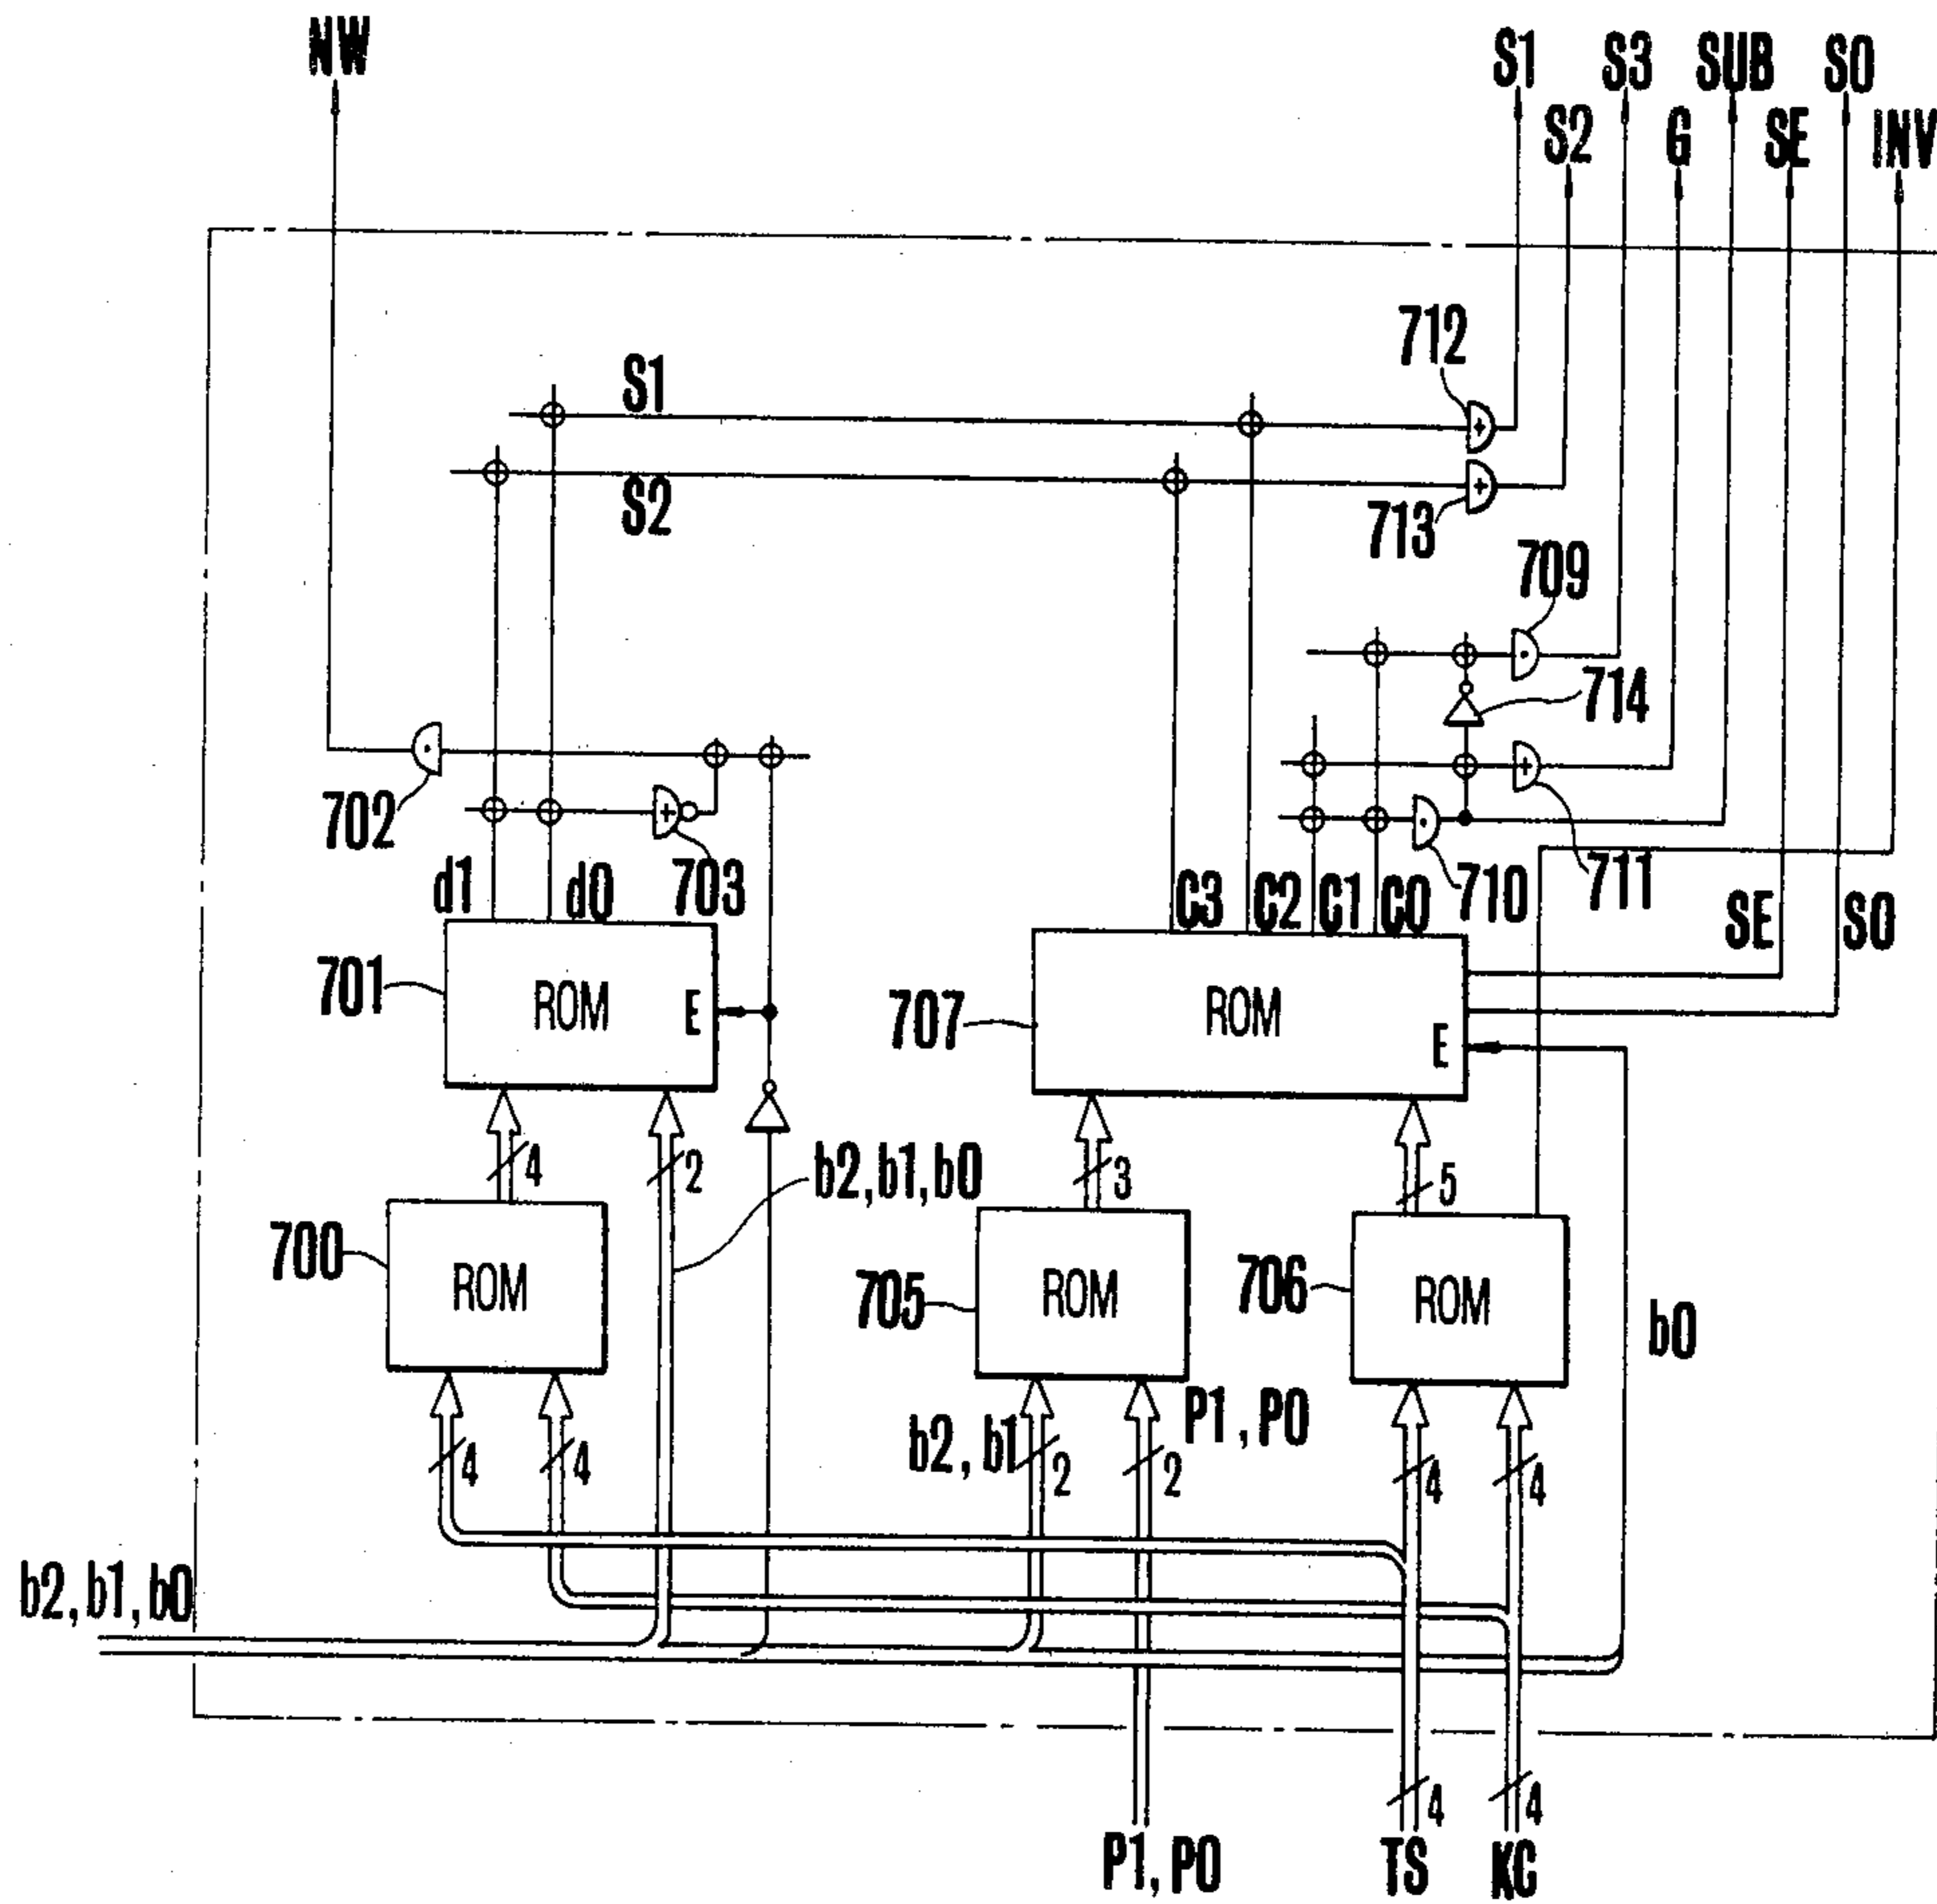 NW
S1
S3
SUB
S0
S2
G
SE
INV
712
S1
S2
713
709
714
702
703
710
711
d1
d0
C3
C2
C1
C0
SE
S0
701
ROM
E
707
ROM
E
4
2
b2, b1, b0
3
5
700
ROM
705
ROM
706
ROM
b0
4
4
b2, b1
2
2
P1, P0
4
4
b2, b1, b0
4
4
P1, P0
TS
KC